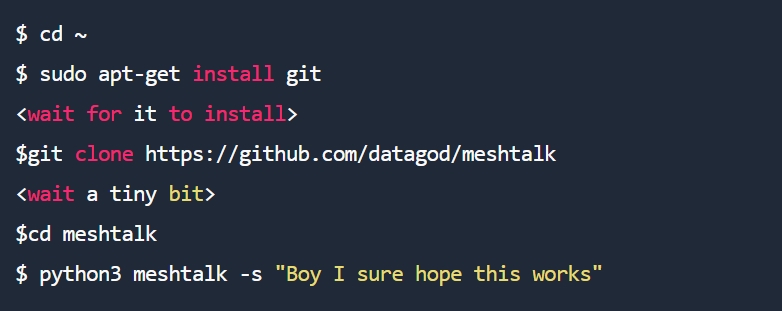 $ cd ~
$ sudo apt-get install git
<wait for it to install>
$git clone https://github.com/datagod/meshtalk
<wait a tiny bit>
$cd meshtalk
$ python3 meshtalk -s "Boy I sure hope this works"